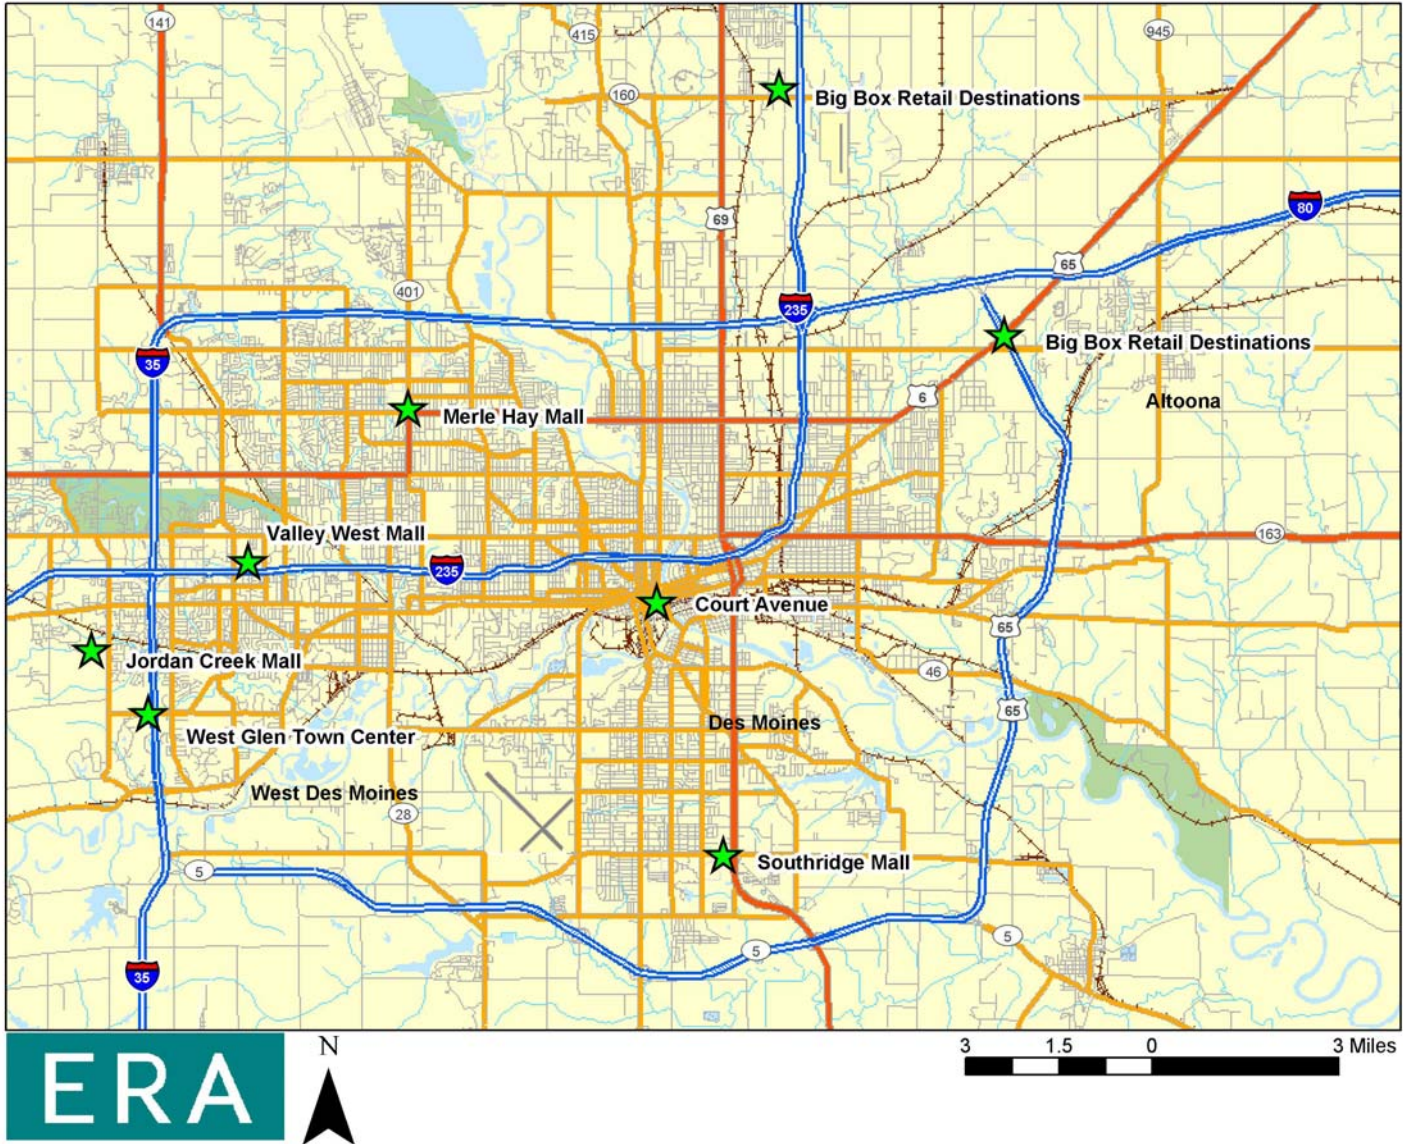 141
415
945
Big Box Retail Destinations
160
69
80
65
401
235
35
Big Box Retail Destinations
6
Altoona
Merle Hay Mall
Valley West Mall
163
235
Court Avenue
65
Jordan Creek Mall
46
65
Des Moines
West Glen Town Center
West Des Moines
28
Southridge Mall
5
5
5
35
ERA
N
3 1.5 0 3 Miles